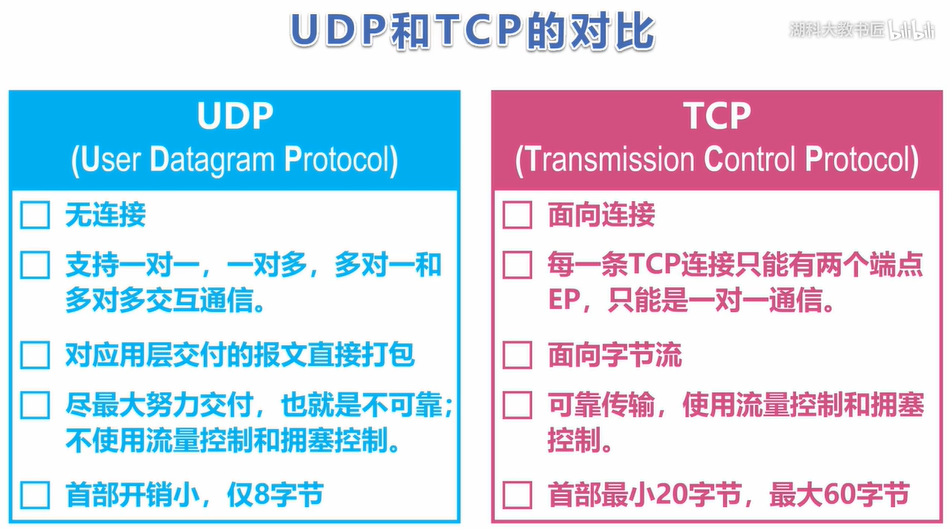 UDP和TCP的对比
湖科大教书匠 bilibili
UDP
(User Datagram Protocol)
无连接
支持一对一，一对多，多对一和
多对多交互通信。
对应用层交付的报文直接打包
尽最大努力交付，也就是不可靠；
不使用流量控制和拥塞控制。
首部开销小，仅8字节
TCP
(Transmission Control Protocol)
面向连接
每一条TCP连接只能有两个端点
EP，只能是一对一通信。
面向字节流
可靠传输，使用流量控制和拥塞
控制。
首部最小20字节，最大60字节